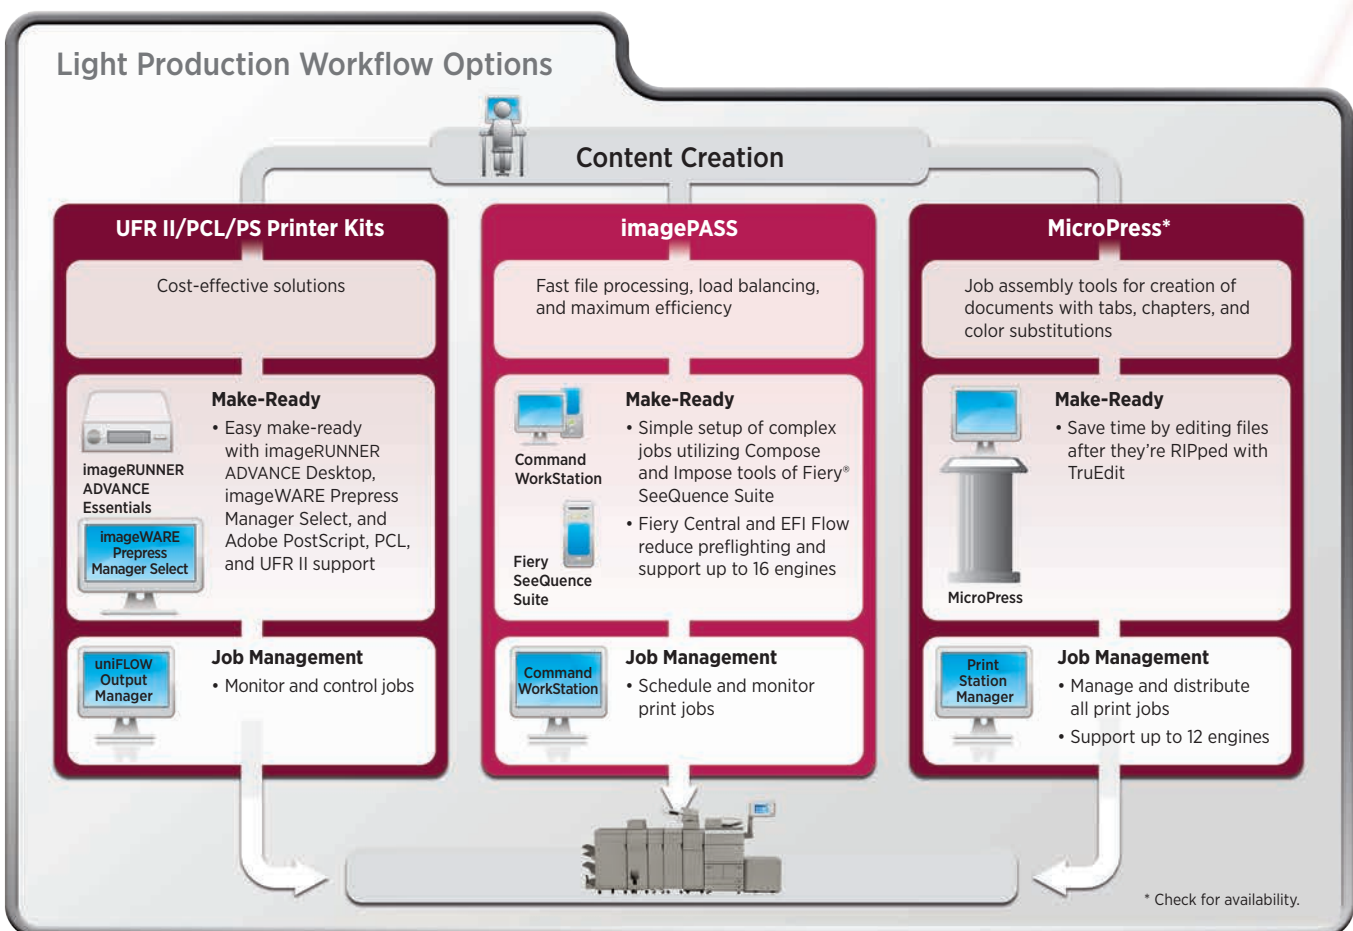 Light Production Workflow Options
Content Creation
UFR II/PCL/PS Printer Kits
Cost-effective solutions
Make-Ready
• Easy make-ready
with imageRUNNER
ADVANCE Desktop,
imageWARE Prepress
Manager Select, and
Adobe PostScript, PCL,
and UFR II support
imageRUNNER
ADVANCE
Essentials
imageWARE
Prepress
Manager Select
Job Management
• Monitor and control jobs
uniFLOW
Output
Manager
imagePASS
Fast file processing, load balancing,
and maximum efficiency
Make-Ready
• Simple setup of complex
jobs utilizing Compose
and Impose tools of Fiery®
SeeQuence Suite
• Fiery Central and EFI Flow
reduce preflighting and
support up to 16 engines
Command
WorkStation
Fiery
SeeQuence
Suite
Job Management
• Schedule and monitor
print jobs
Command
WorkStation
MicroPress*
Job assembly tools for creation of
documents with tabs, chapters, and
color substitutions
Make-Ready
• Save time by editing files
after they're RIPped with
TruEdit
MicroPress
Job Management
• Manage and distribute
all print jobs
• Support up to 12 engines
Print
Station
Manager
* Check for availability.